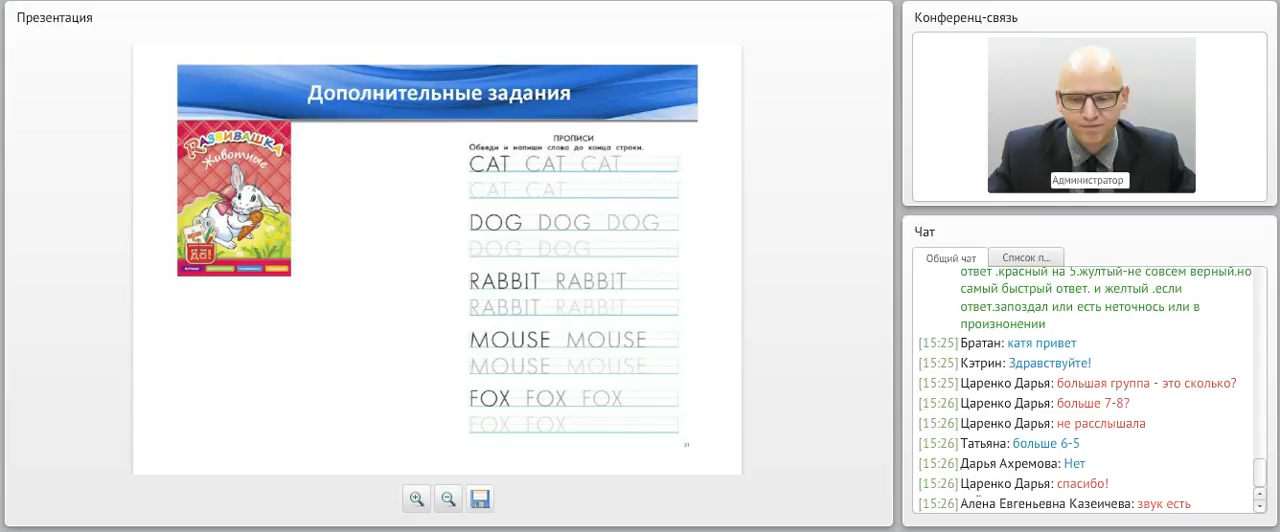 Презентация
Дополнительные задания
RАЗВИВАШКА
Животные
ДА!
ПРОПИСИ
Обведи и напиши слова до конца строки.
CAT CAT CAT
CAT CAT
DOG DOG DOG
DOG DOG
RABBIT RABBIT
RABBIT RABBIT
MOUSE MOUSE
MOUSE MOUSE
FOX FOX FOX
FOX FOX
21
Конференц-связь
Администратор
Чат
Общий чат
Список п...
ответ .красный на 5.жултый-не совсем верный.но
самый быстрый ответ. и желтый .если
ответ.запоздал или есть неточнось или в
произнонении
[15:25] Братан: катя привет
[15:25] Кэтрин: Здравствуйте!
[15:25] Царенко Дарья: большая группа - это сколько?
[15:26] Царенко Дарья: больше 7-8?
[15:26] Царенко Дарья: не расслышала
[15:26] Татьяна: больше 6-5
[15:26] Дарья Ахремова: Нет
[15:26] Царенко Дарья: спасибо!
[15:26] Алёна Евгеньевна Казеичева: звук есть